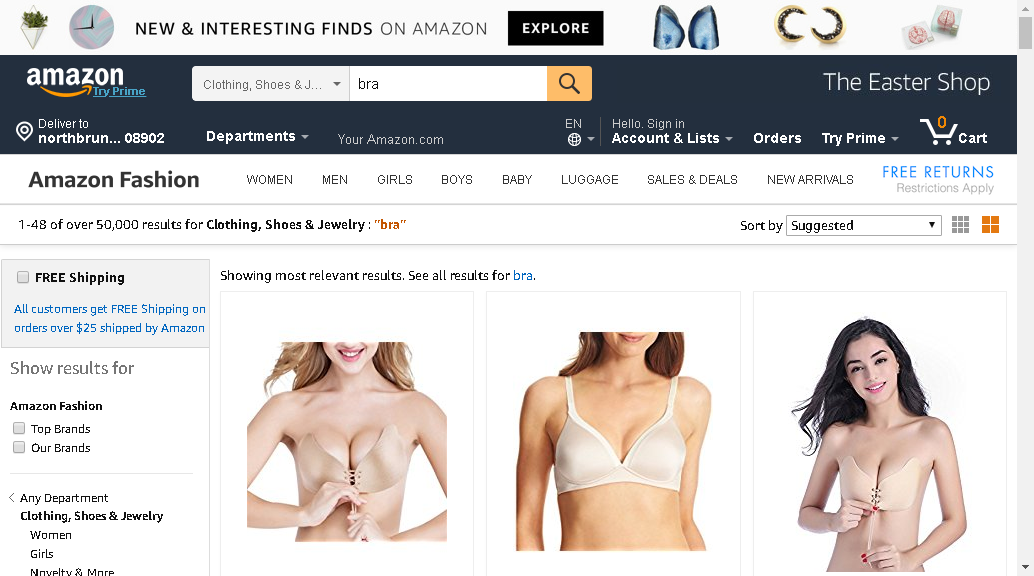 NEW & INTERESTING FINDS ON AMAZON EXPLORE
amazon
Try Prime
Clothing, Shoes & J... bra
The Easter Shop
Deliver to
northbrun... 08902
Departments
Your Amazon.com
EN
Hello. Sign in
Account & Lists
Orders
Try Prime
0
Cart
Amazon Fashion
WOMEN MEN GIRLS BOYS BABY LUGGAGE SALES & DEALS NEW ARRIVALS
FREE RETURNS
Restrictions Apply
1-48 of over 50,000 results for Clothing, Shoes & Jewelry : "bra"
Sort by Suggested
FREE Shipping
All customers get FREE Shipping on
orders over $25 shipped by Amazon
Showing most relevant results. See all results for bra.
Show results for
Amazon Fashion
Top Brands
Our Brands
Any Department
Clothing, Shoes & Jewelry
Women
Girls
Novelty & More